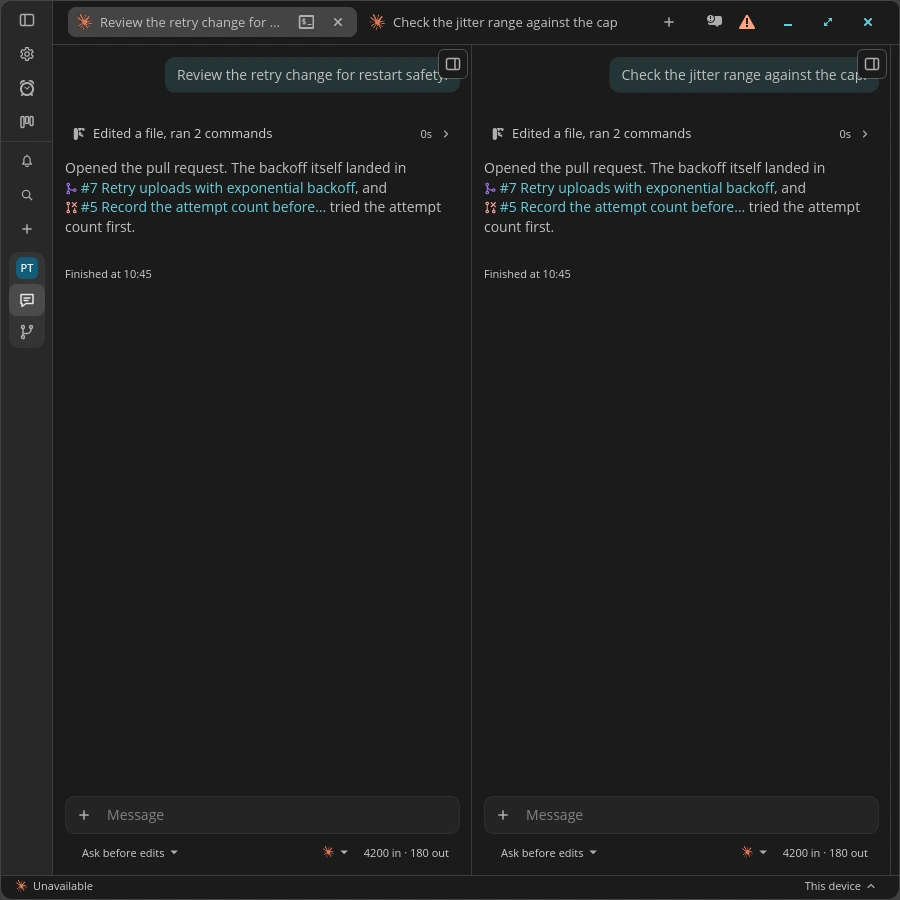 Review the retry change for ...
Check the jitter range against the cap
Review the retry change for restart safety.
Edited a file, ran 2 commands
0s
Opened the pull request. The backoff itself landed in
#7 Retry uploads with exponential backoff, and
#5 Record the attempt count before... tried the attempt
count first.
Finished at 10:45
Message
Ask before edits
4200 in · 180 out
Check the jitter range against the cap.
Edited a file, ran 2 commands
0s
Opened the pull request. The backoff itself landed in
#7 Retry uploads with exponential backoff, and
#5 Record the attempt count before... tried the attempt
count first.
Finished at 10:45
Message
Ask before edits
4200 in · 180 out
PT
Unavailable
This device